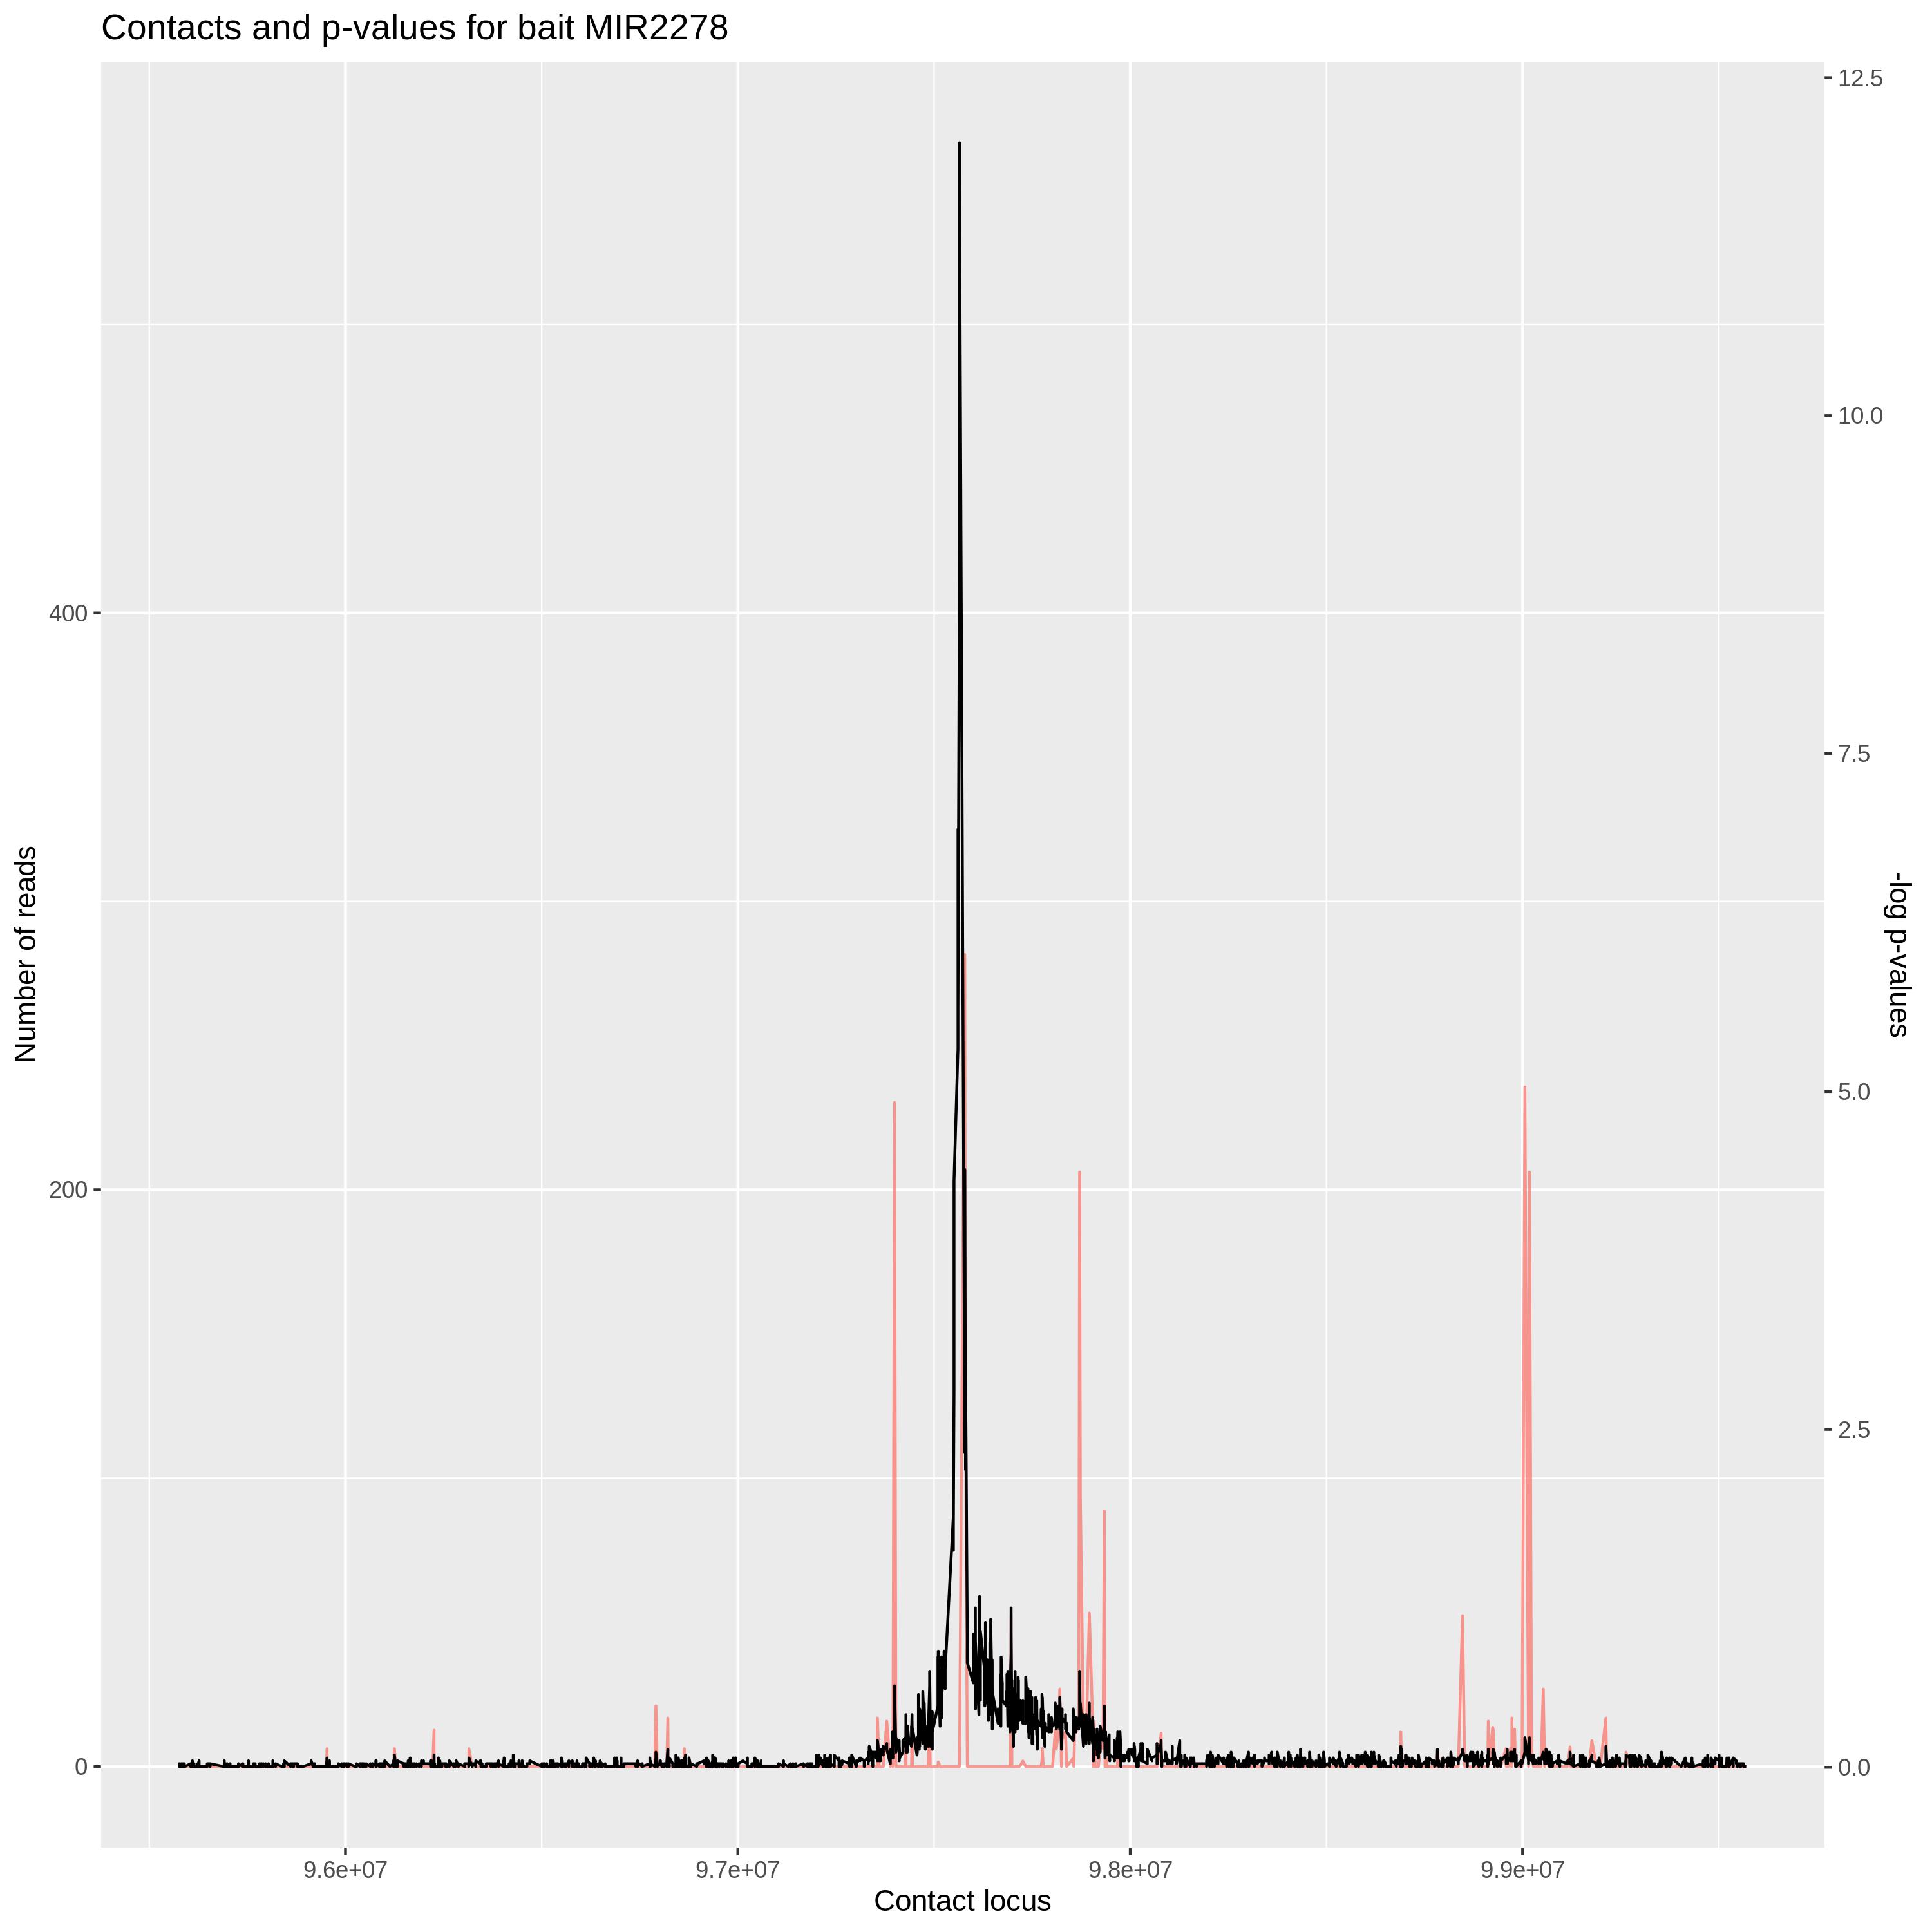 Contacts and p-values for bait MIR2278
12.5
10.0
400
7.5
Number of reads
-log p-values
5.0
200
2.5
0
0.0
9.6e+07
9.7e+07
9.8e+07
9.9e+07
Contact locus